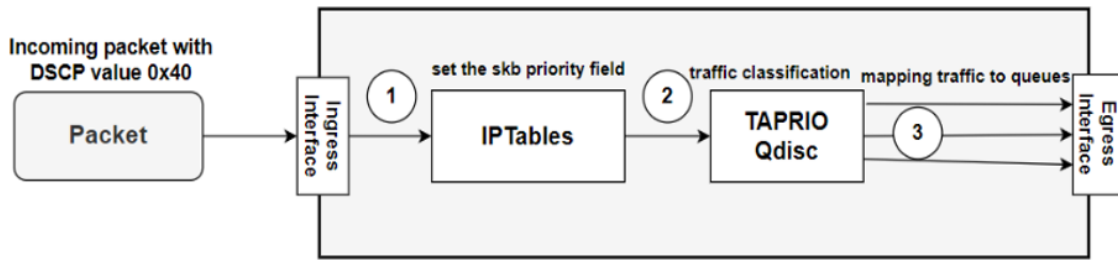 Incoming packet with
DSCP value 0x40
Packet
Ingress
Interface
1
set the skb priority field
IPTables
2
traffic classification
TAPRIO
Qdisc
mapping traffic to queues
3
Egress
Interface